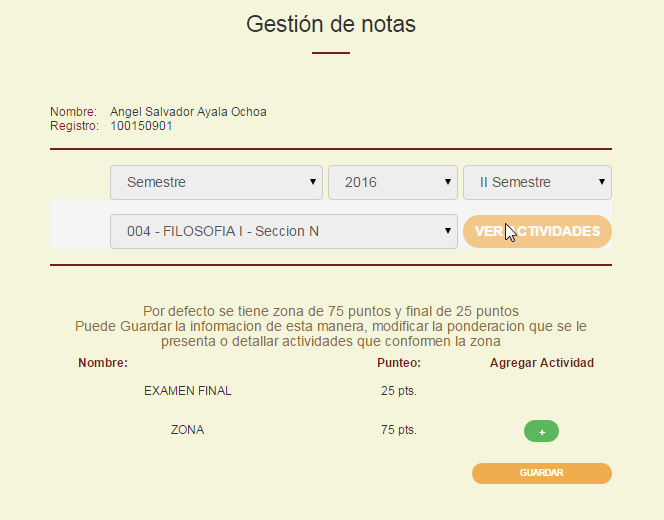 Gestión de notas
Nombre: Angel Salvador Ayala Ochoa
Registro: 100150901
Semestre 2016 II Semestre
004 - FILOSOFIA I - Seccion N VER ACTIVIDADES
Por defecto se tiene zona de 75 puntos y final de 25 puntos
Puede Guardar la informacion de esta manera, modificar la ponderacion que se le
presenta o detallar actividades que conformen la zona
Nombre: Punteo: Agregar Actividad
EXAMEN FINAL 25 pts.
ZONA 75 pts. +
GUARDAR